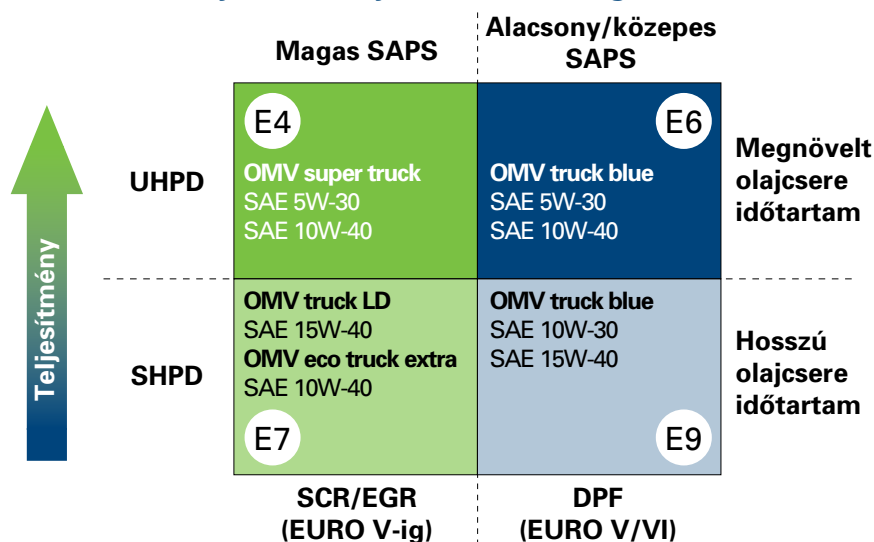 Magas SAPS
Alacsony/közepes
SAPS
Teljesítmény
UHPD
E4
OMV super truck
SAE 5W-30
SAE 10W-40
E6
OMV truck blue
SAE 5W-30
SAE 10W-40
Megnövelt
olajcsere
időtartam
SHPD
OMV truck LD
SAE 15W-40
OMV eco truck extra
SAE 10W-40
E7
OMV truck blue
SAE 10W-30
SAE 15W-40
E9
Hosszú
olajcsere
időtartam
SCR/EGR
(EURO V-ig)
DPF
(EURO V/VI)